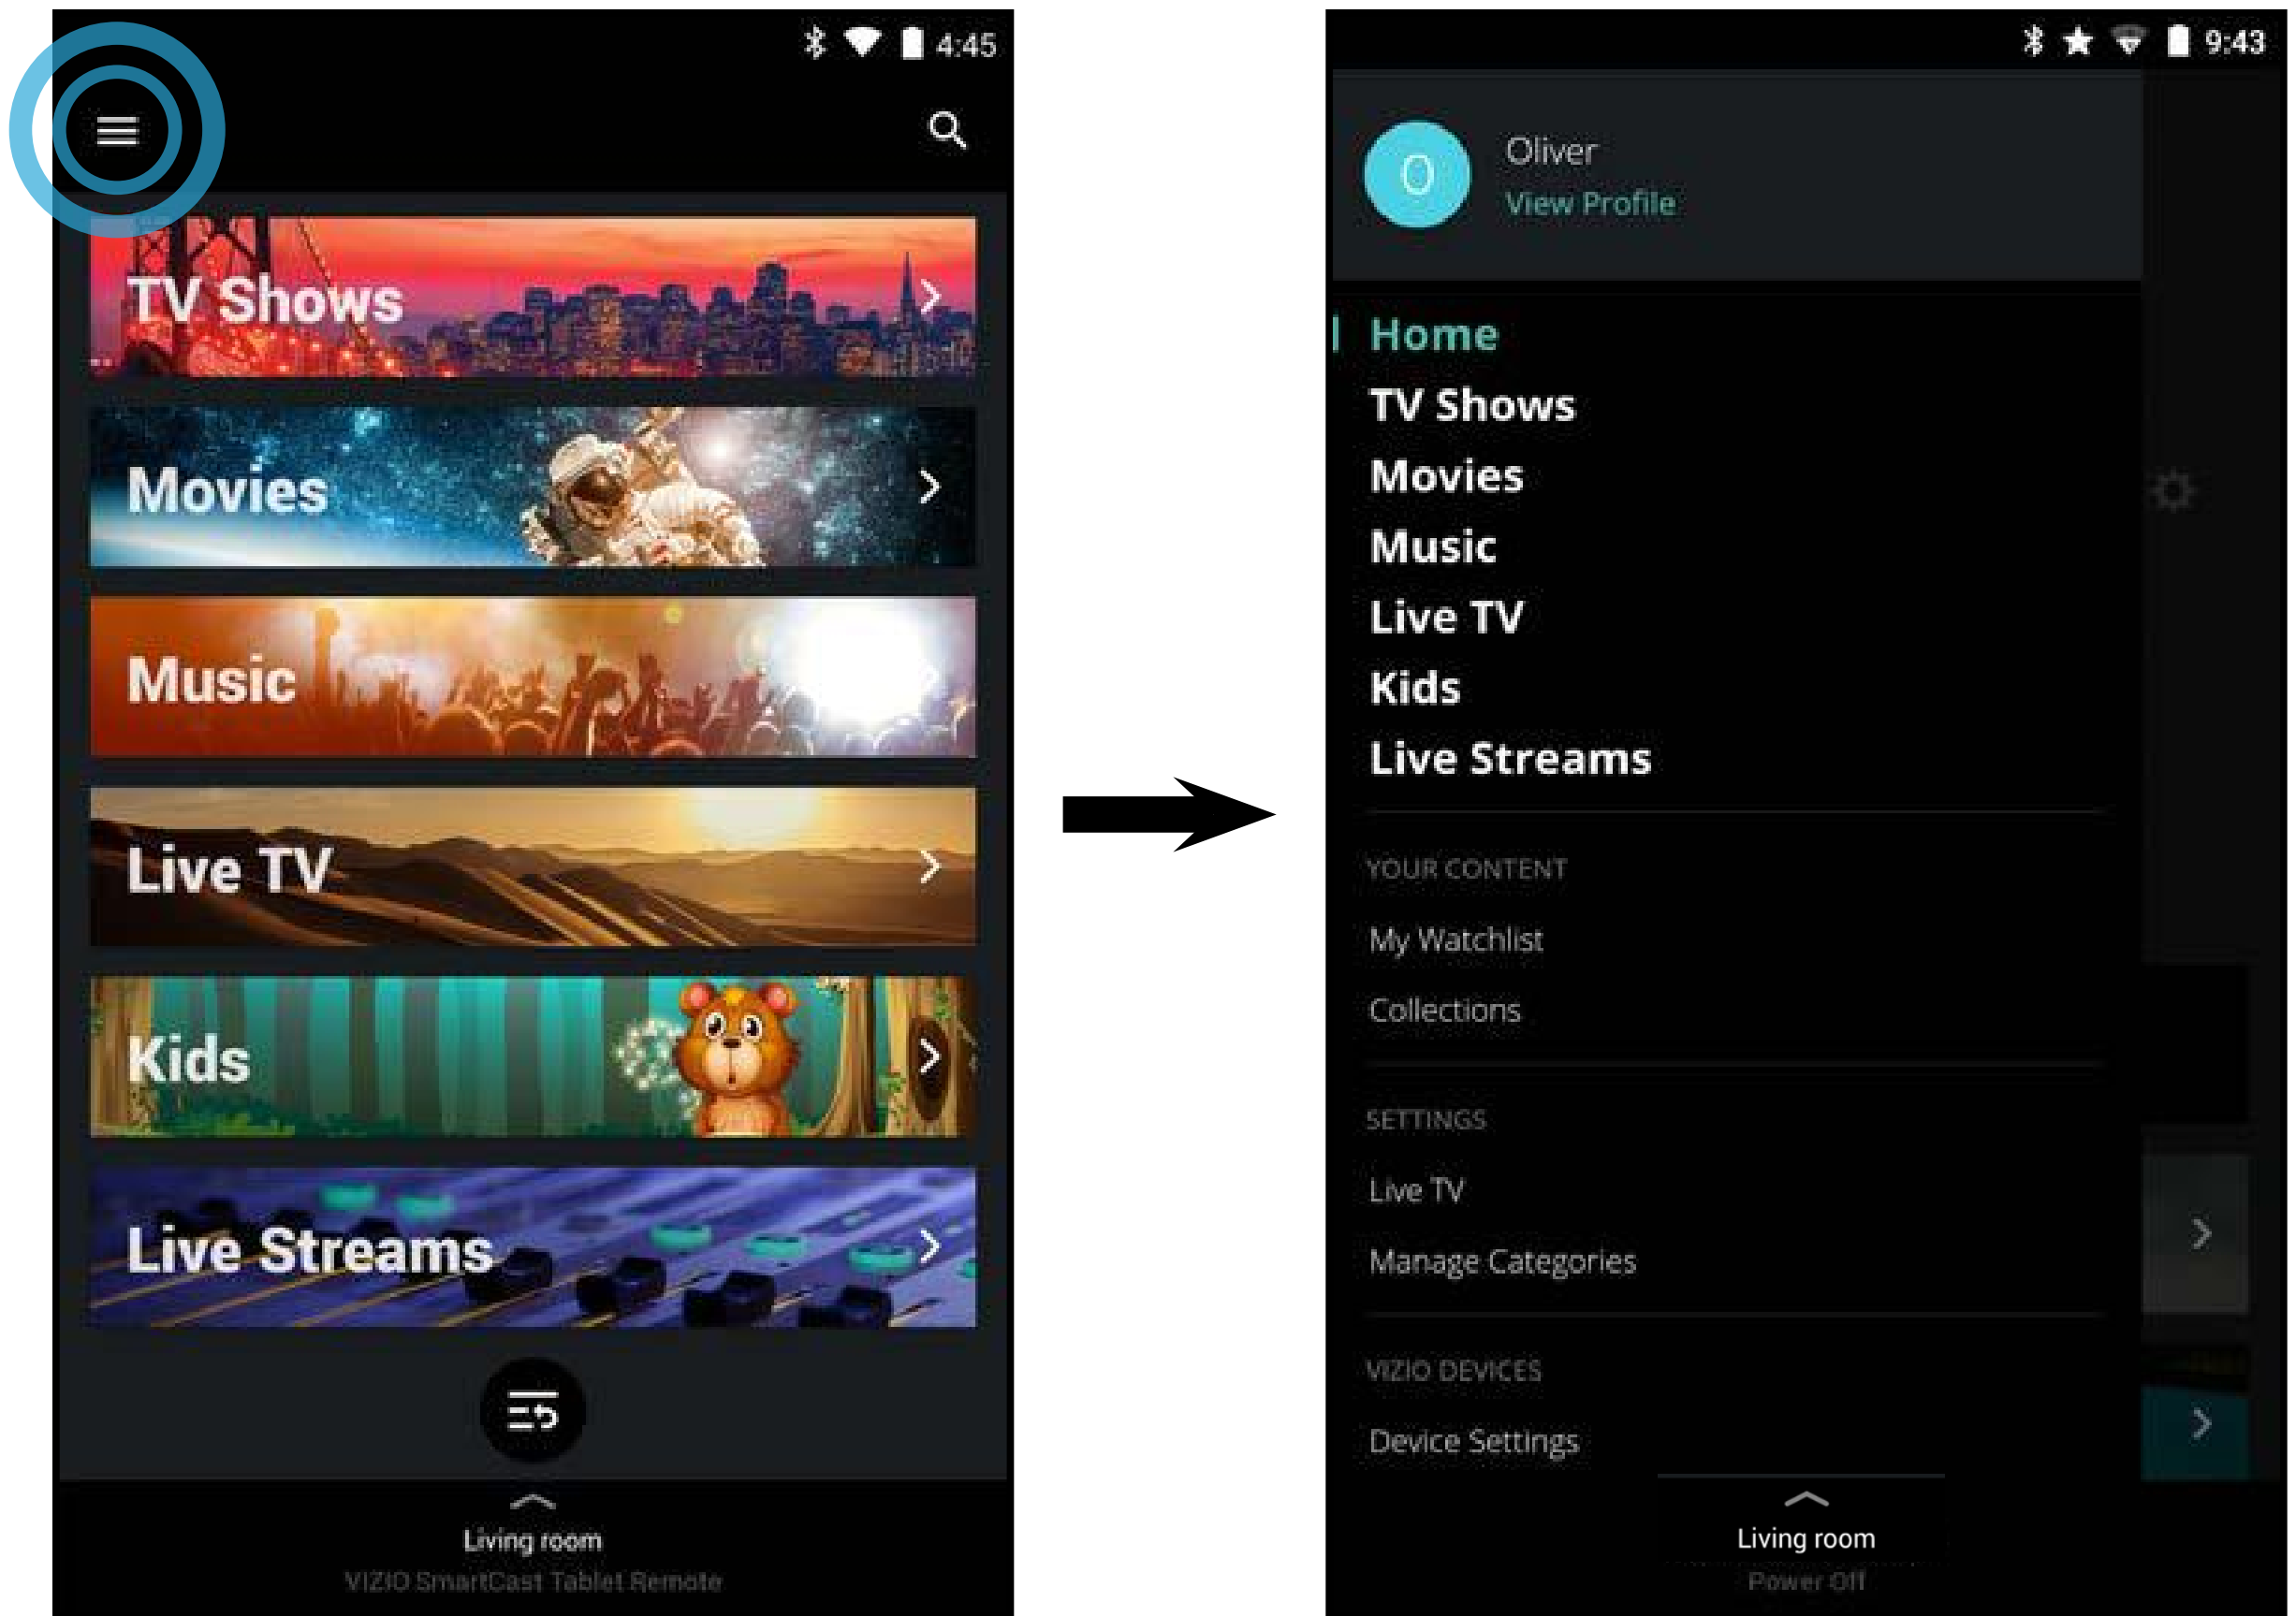 4:45
TV Shows
Movies
Music
Live TV
Kids
Live Streams
Living room
VIZIO SmartCast Tablet Remote
9:43
O
Oliver
View Profile
Home
TV Shows
Movies
Music
Live TV
Kids
Live Streams
YOUR CONTENT
My Watchlist
Collections
SETTINGS
Live TV
Manage Categories
VIZIO DEVICES
Device Settings
Living room
Power Off